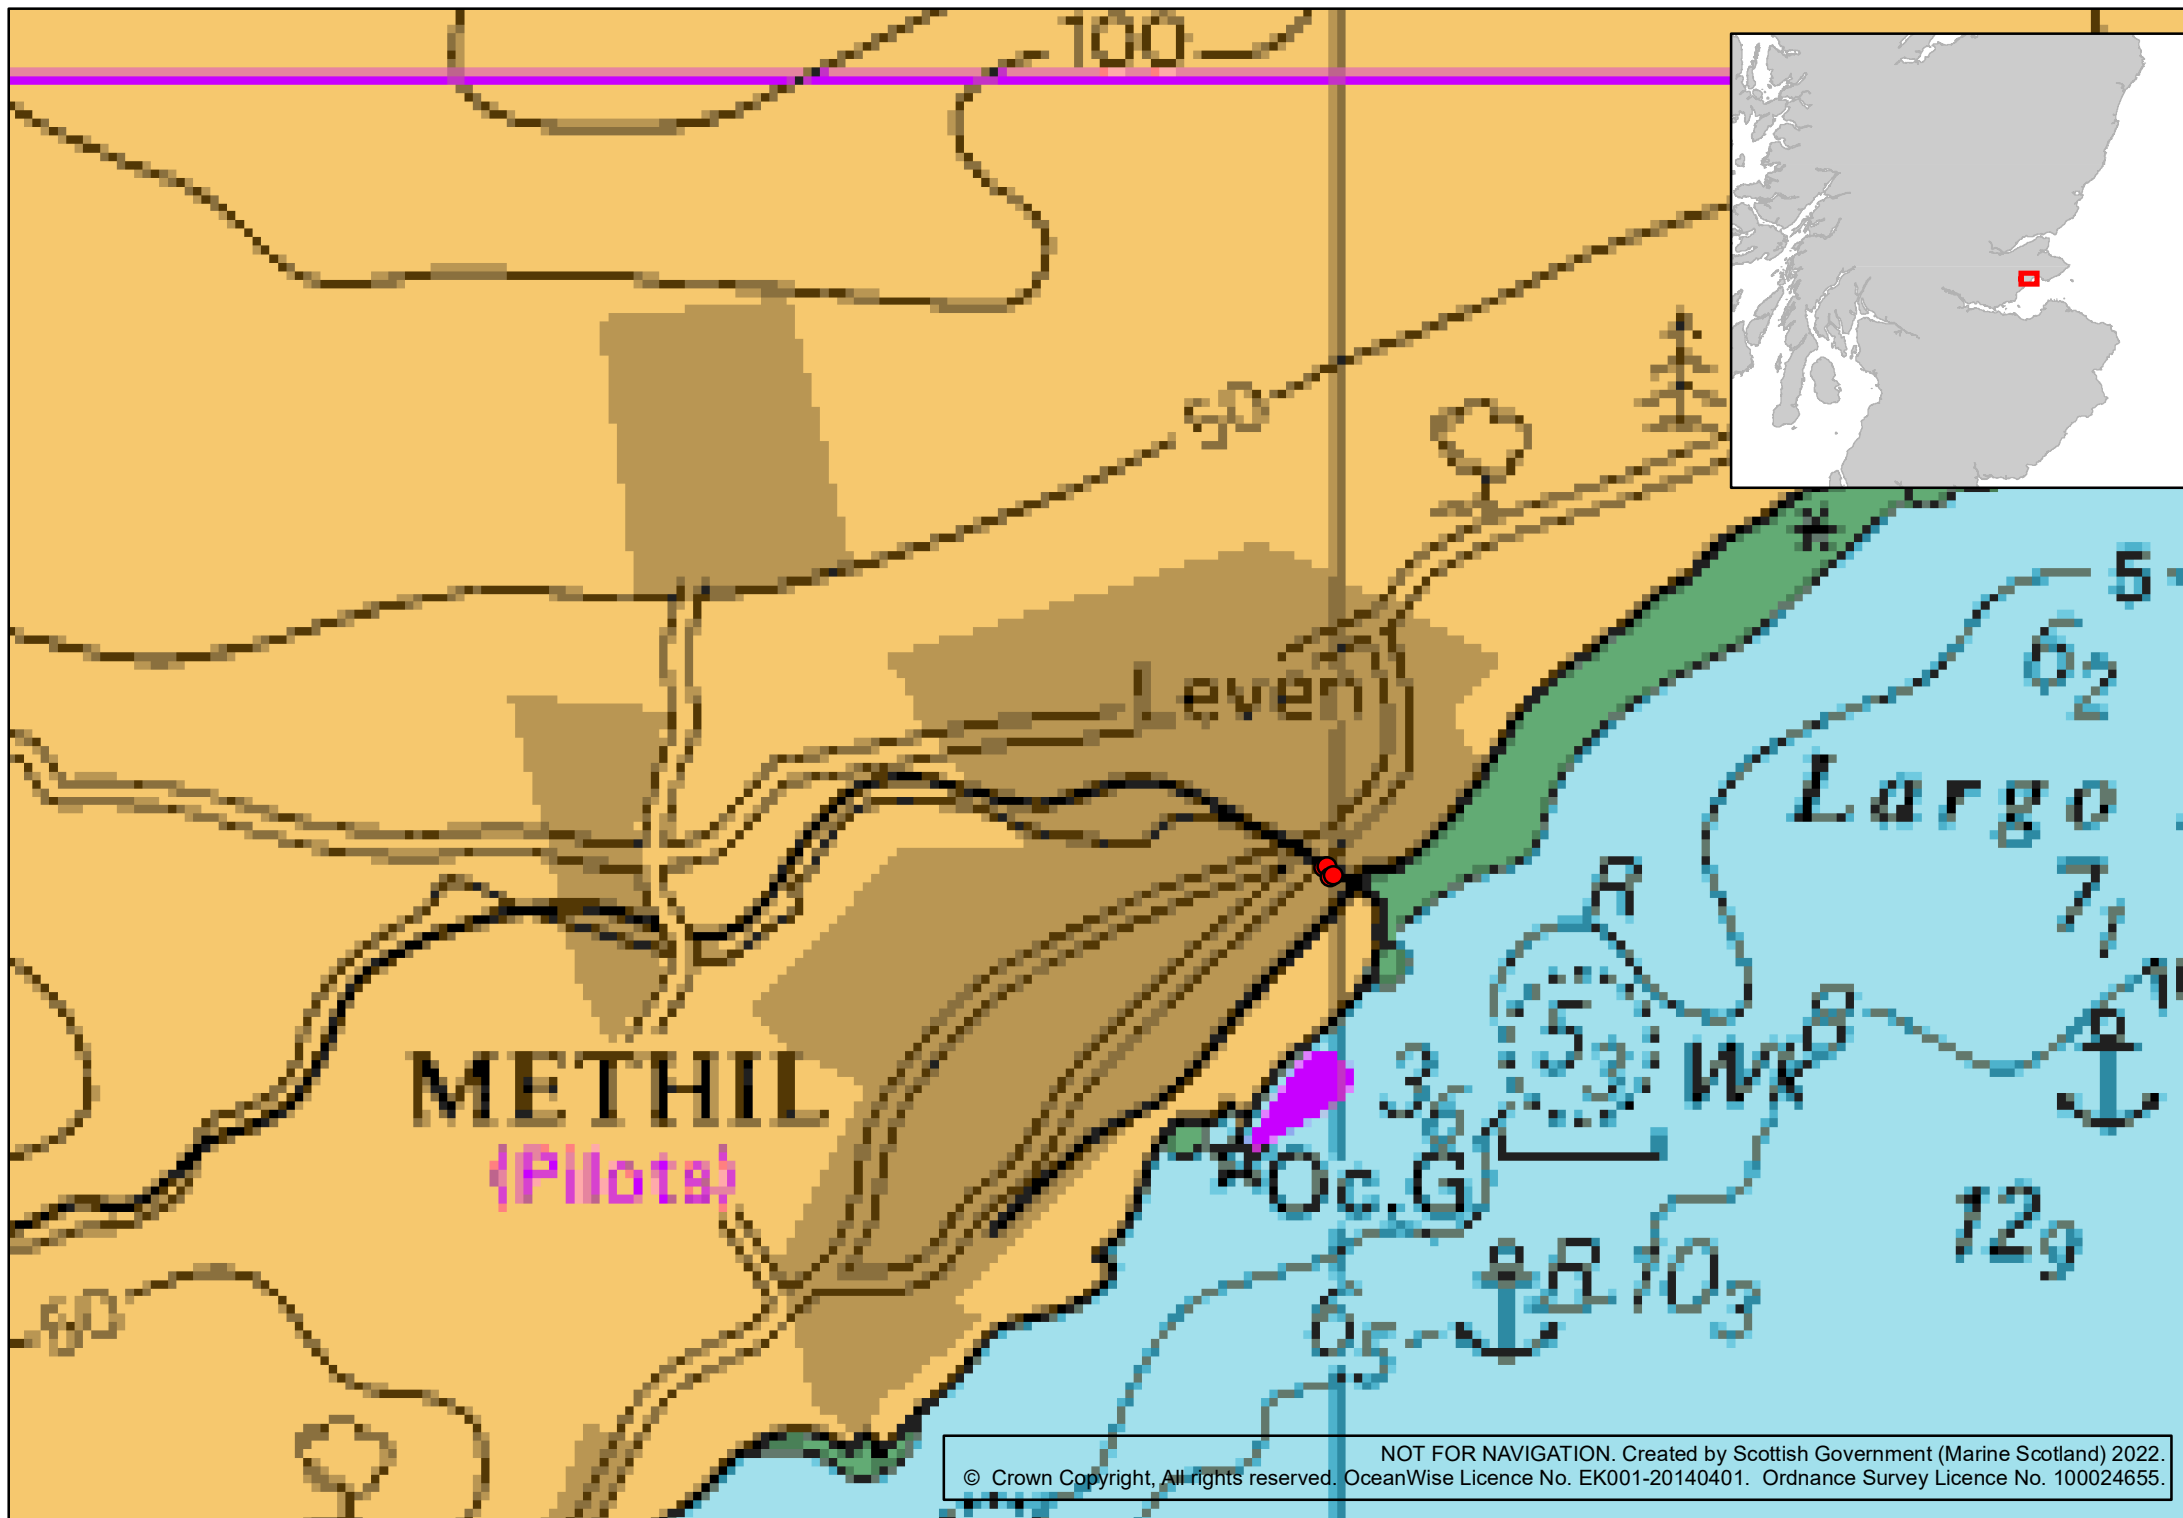 100
50
5
6₂
Leven
Largo
R
7₁
5₃
Wk
3₆
METHIL
(Pilots)
Oc.G
12₉
R
10₃
60
6₅
NOT FOR NAVIGATION. Created by Scottish Government (Marine Scotland) 2022.
© Crown Copyright, All rights reserved. OceanWise Licence No. EK001-20140401. Ordnance Survey Licence No. 100024655.